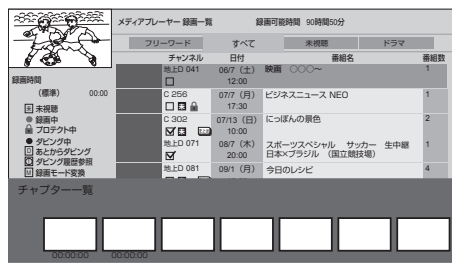 メディアプレーヤー 録画一覧 録画可能時間 90時間50分
フリーワード すべて 未視聴 ドラマ
チャンネル 日付 番組名 番組数
地上D 041 06/7 (土) 映画 ○○○~ 1
12:00
C 256 07/7 (月) ビジネスニュース NEO 1
17:30
C 302 07/13 (日) にっぽんの景色 2
10:00
地上D 071 08/7 (木) スポーツスペシャル サッカー 生中継 1
20:00 日本×ブラジル (国立競技場)
地上D 081 09/1 (月) 今日のレシピ 4
録画時間
(標準) 00:00
未視聴
録画中
プロテクト中
ダビング中
D あとからダビング
ダビング履歴参照
M 録画モード変換
チャプター一覧
00:00:00 00:00:00